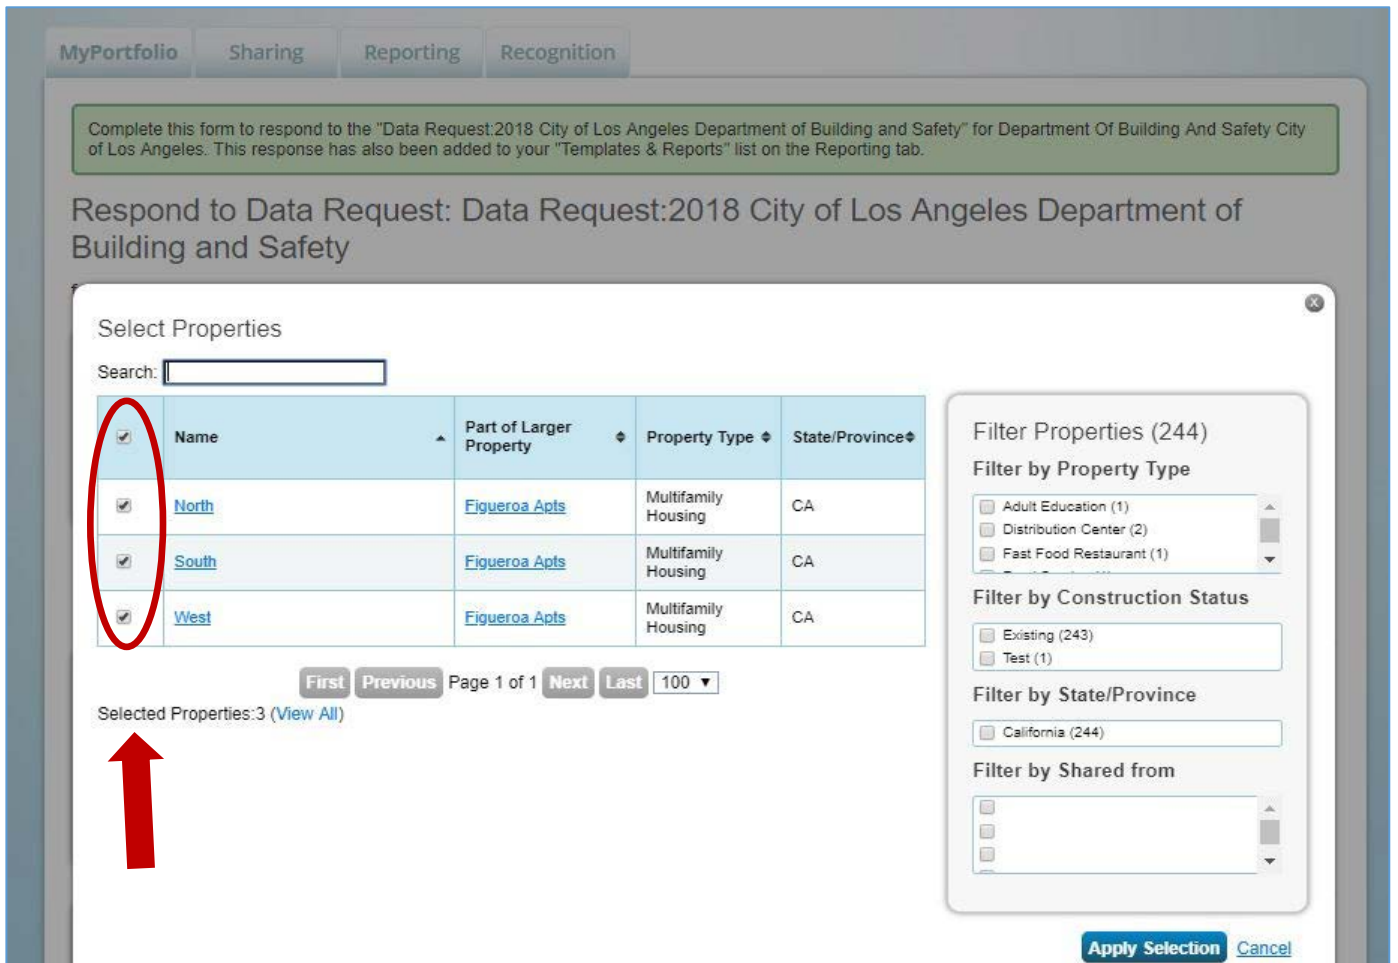 MyPortfolio Sharing Reporting Recognition
Complete this form to respond to the "Data Request:2018 City of Los Angeles Department of Building and Safety" for Department Of Building And Safety City
of Los Angeles. This response has also been added to your "Templates & Reports" list on the Reporting tab.
Respond to Data Request: Data Request:2018 City of Los Angeles Department of
Building and Safety
Select Properties
Search:
Name
Part of Larger
Property
Property Type
State/Province
North Figueroa Apts Multifamily
Housing CA
South Figueroa Apts Multifamily
Housing CA
West Figueroa Apts Multifamily
Housing CA
First Previous Page 1 of 1 Next Last 100
Selected Properties:3 (View All)
Filter Properties (244)
Filter by Property Type
Adult Education (1)
Distribution Center (2)
Fast Food Restaurant (1)
Filter by Construction Status
Existing (243)
Test (1)
Filter by State/Province
California (244)
Filter by Shared from
Apply Selection Cancel